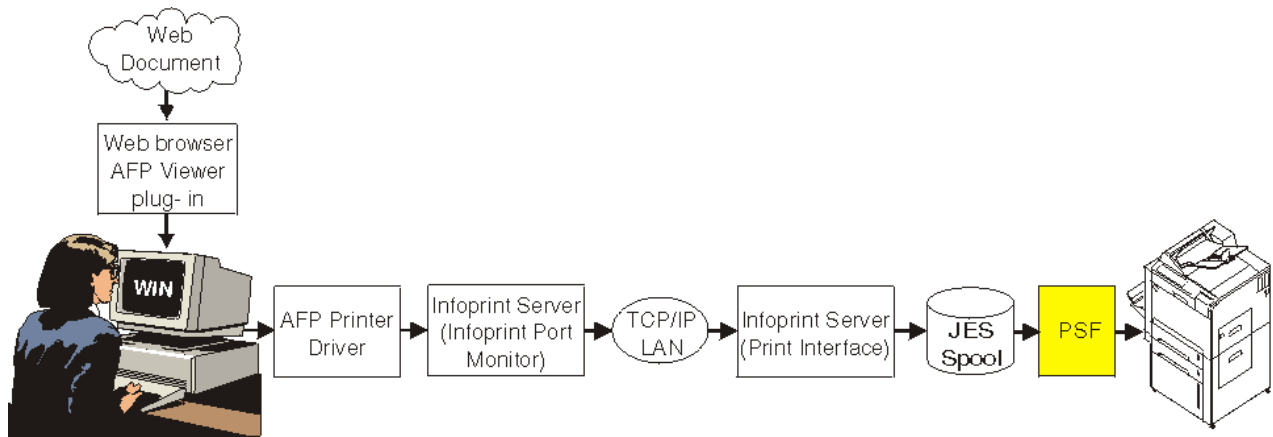 Web
Document
Web browser
AFP Viewer
plug- in
WIN
AFP Printer
Driver
Infoprint Server
(Infoprint Port
Monitor)
TCP/IP
LAN
Infoprint Server
(Print Interface)
JES
Spool
PSF